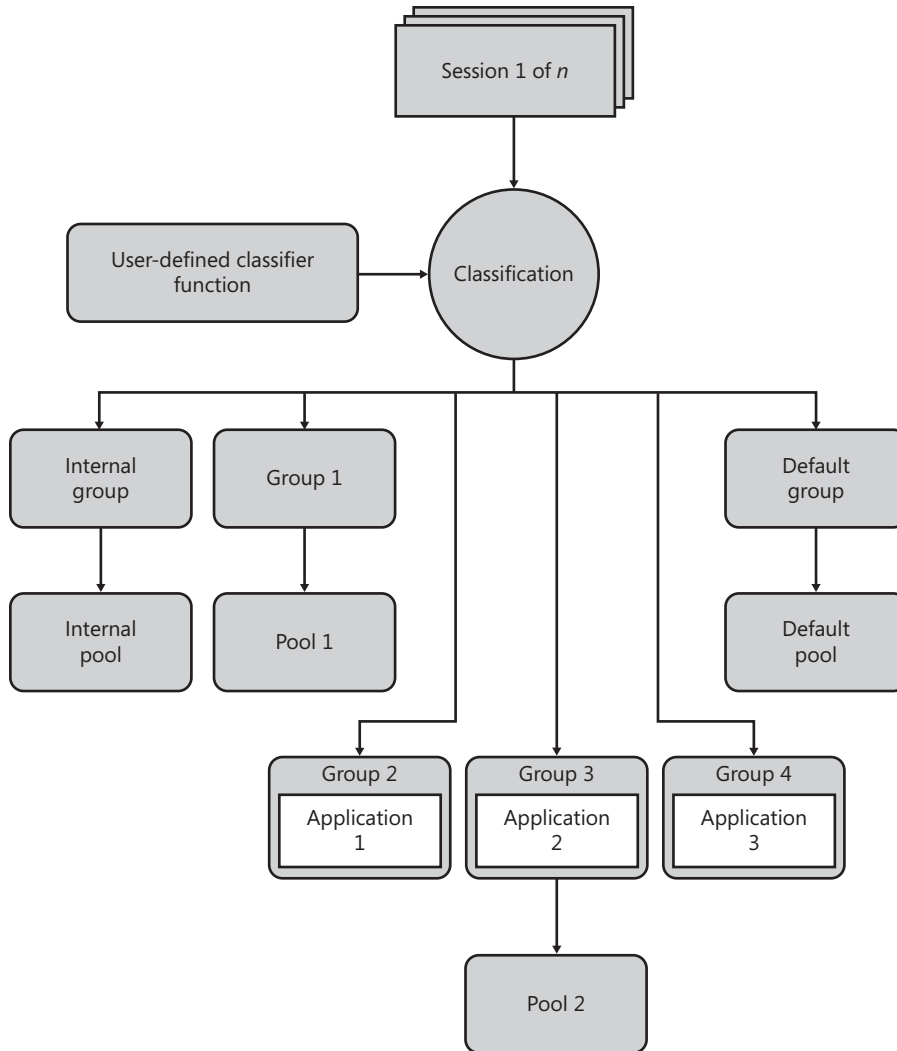 Session 1 of n
User-defined classifier
function
Classification
Internal
group
Group 1
Default
group
Internal
pool
Pool 1
Default
pool
Group 2
Application
1
Group 3
Application
2
Group 4
Application
3
Pool 2